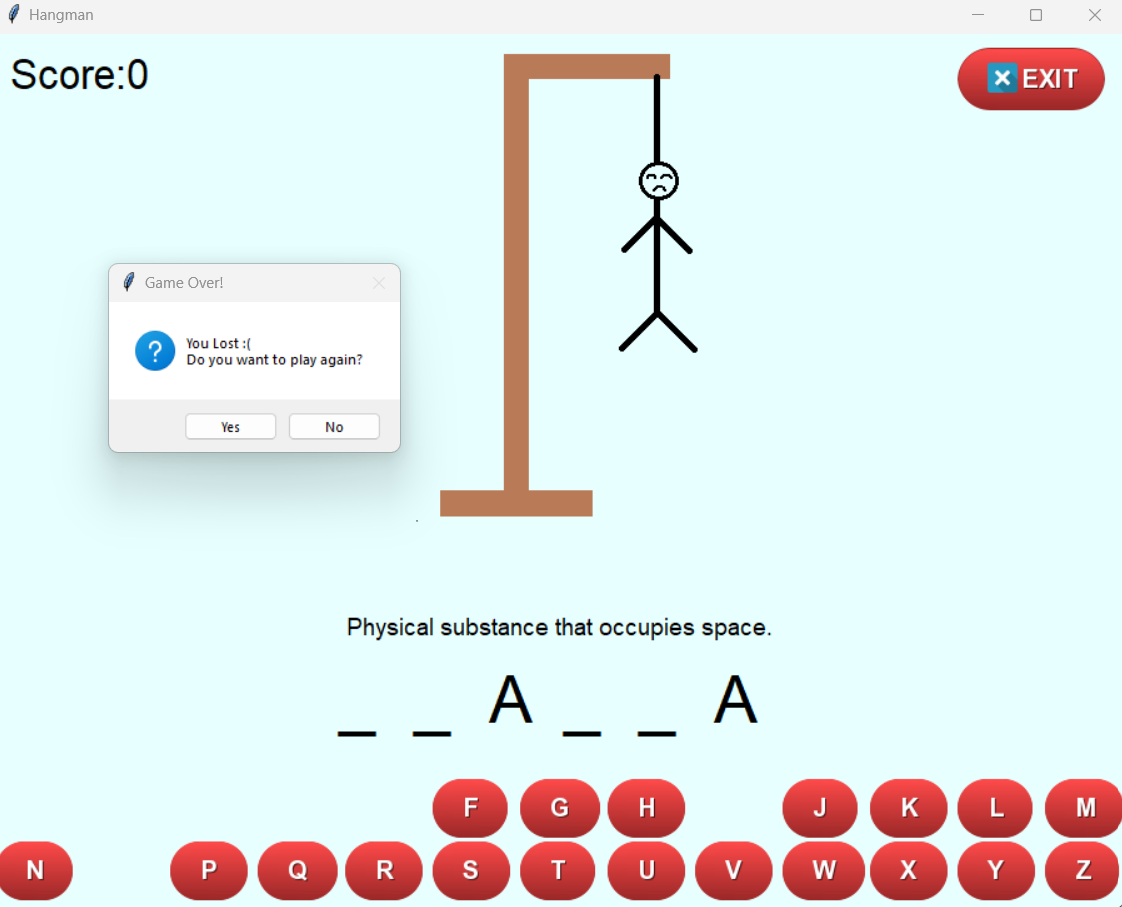 Hangman
Score:0
EXIT
Game Over!
You Lost :(
Do you want to play again?
Yes No
Physical substance that occupies space.
_ _ A _ _ A
F G H J K L M
N P Q R S T U V W X Y Z